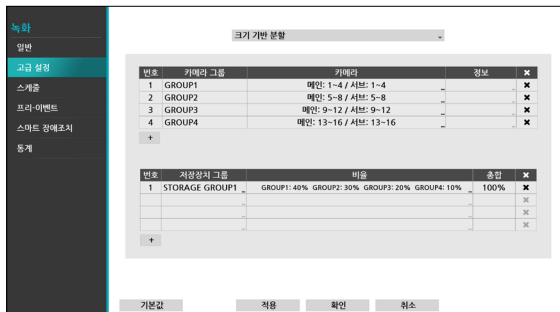 녹화
일반
고급 설정
스케줄
프리-이벤트
스마트 장애조치
통계
크기 기반 분할
번호 카메라 그룹 카메라 정보 ✖
1 GROUP1 메인: 1~4 / 서브: 1~4 ... ... ✖
2 GROUP2 메인: 5~8 / 서브: 5~8 ... ... ✖
3 GROUP3 메인: 9~12 / 서브: 9~12 ... ... ✖
4 GROUP4 메인: 13~16 / 서브: 13~16 ... ... ✖
+
번호 저장장치 그룹 비율 총합 ✖
1 STORAGE GROUP1 ... GROUP1: 40% GROUP2: 30% GROUP3: 20% GROUP4: 10% ... 100% ✖
... ... ✖
... ... ✖
... ... ✖
+
기본값 적용 확인 취소